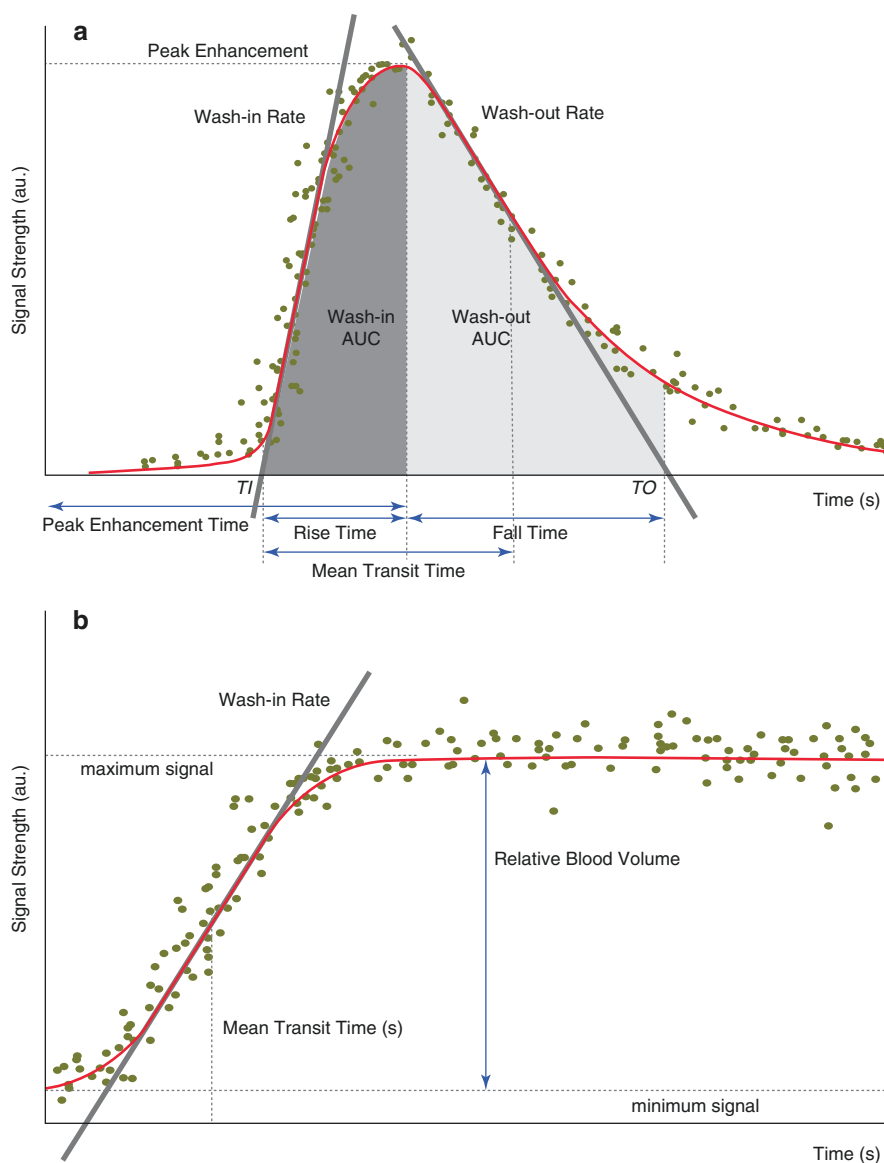 a
Peak Enhancement
Wash-in Rate
Wash-out Rate
Signal Strength (au.)
Wash-in
AUC
Wash-out
AUC
TI
TO
Time (s)
Peak Enhancement Time
Rise Time
Fall Time
Mean Transit Time
b
Wash-in Rate
maximum signal
Signal Strength (au.)
Relative Blood Volume
Mean Transit Time (s)
minimum signal
Time (s)